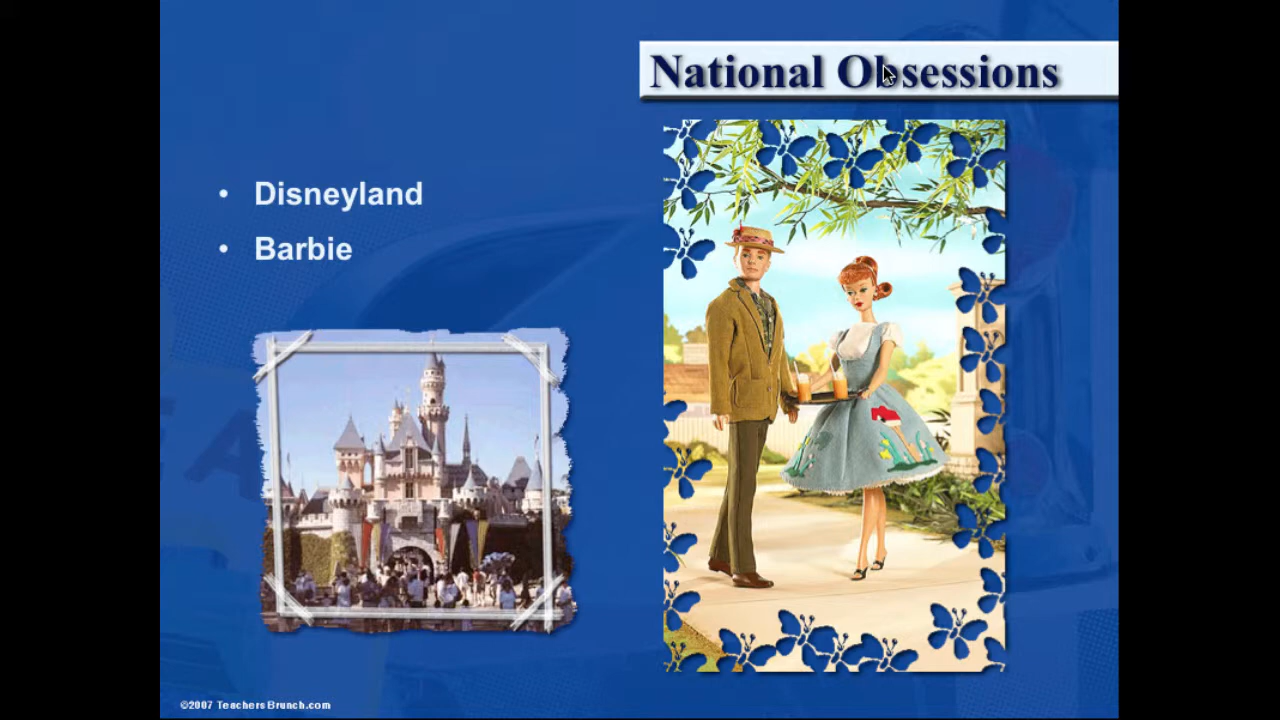 National Obsessions
• Disneyland
• Barbie
©2007 TeachersBrunch.com